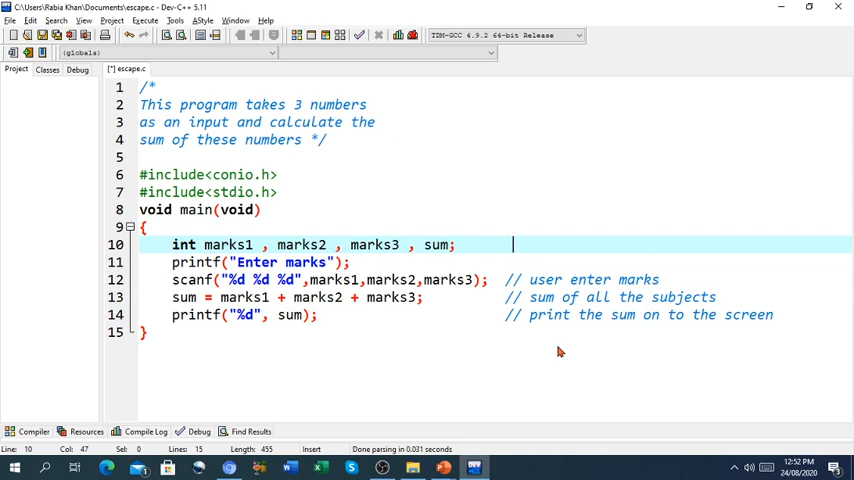 C:\Users\Rabia Khan\Documents\escape.c - Dev-C++ 5.11
File Edit Search View Project Execute Tools AStyle Window Help
TDM-GCC 4.9.2 64-bit Release
(globals)
Project Classes Debug [*] escape.c
1 /*
2 This program takes 3 numbers
3 as an input and calculate the
4 sum of these numbers */
5
6 #include<conio.h>
7 #include<stdio.h>
8 void main(void)
9 {
10 int marks1 , marks2 , marks3 , sum;
11 printf("Enter marks");
12 scanf("%d %d %d",marks1,marks2,marks3); // user enter marks
13 sum = marks1 + marks2 + marks3; // sum of all the subjects
14 printf("%d", sum); // print the sum on to the screen
15 }
Compiler Resources Compile Log Debug Find Results
Line: 10 Col: 47 Sel: 0 Lines: 15 Length: 455 Insert Done parsing in 0.031 seconds
12:52 PM
24/08/2020